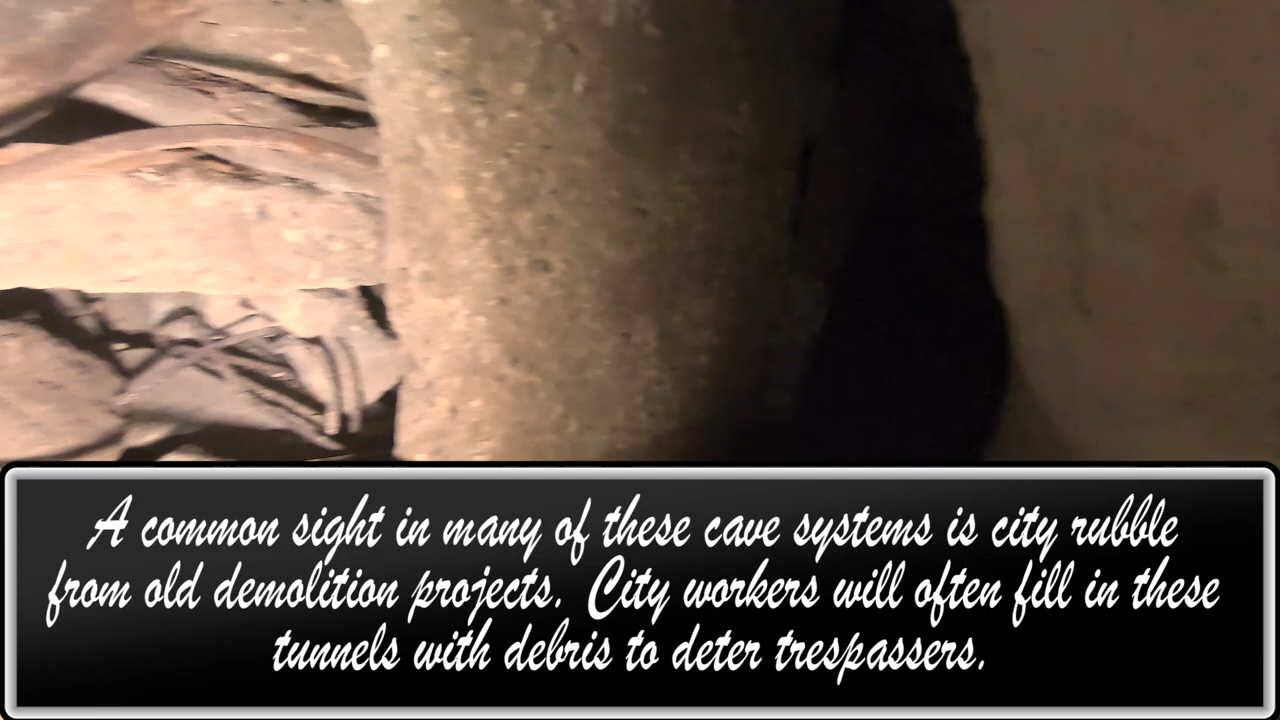 A common sight in many of these cave systems is city rubble
from old demolition projects.  City workers will often fill in these
tunnels with debris to deter trespassers.